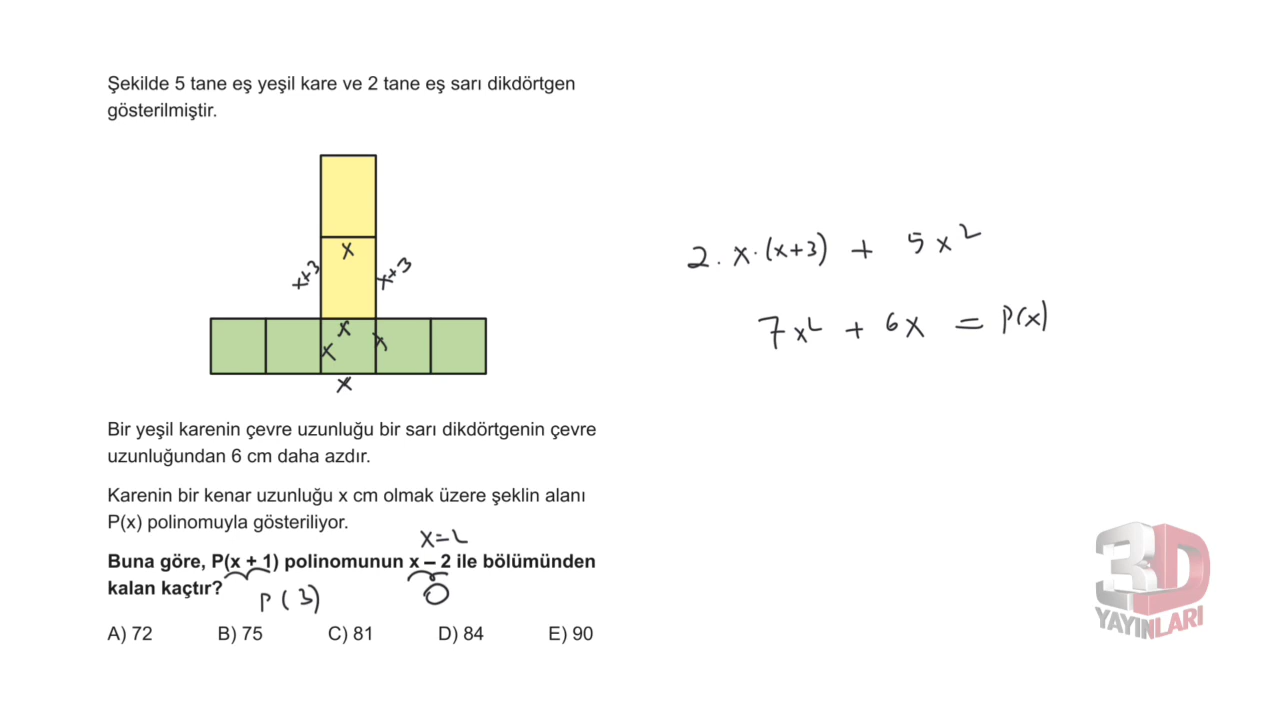 Şekilde 5 tane eş yeşil kare ve 2 tane eş sarı dikdörtgen
gösterilmiştir.
x
x+3
x+3
x
x
x
x
2.x.(x+3) + 5x²
7x² + 6x = P(x)
Bir yeşil karenin çevre uzunluğu bir sarı dikdörtgenin çevre
uzunluğundan 6 cm daha azdır.
Karenin bir kenar uzunluğu x cm olmak üzere şeklin alanı
P(x) polinomuyla gösteriliyor.
x=2
Buna göre, P(x + 1) polinomunun x – 2 ile bölümünden
kalan kaçtır?
P(3)
0
A) 72 B) 75 C) 81 D) 84 E) 90
3D
YAYINLARI